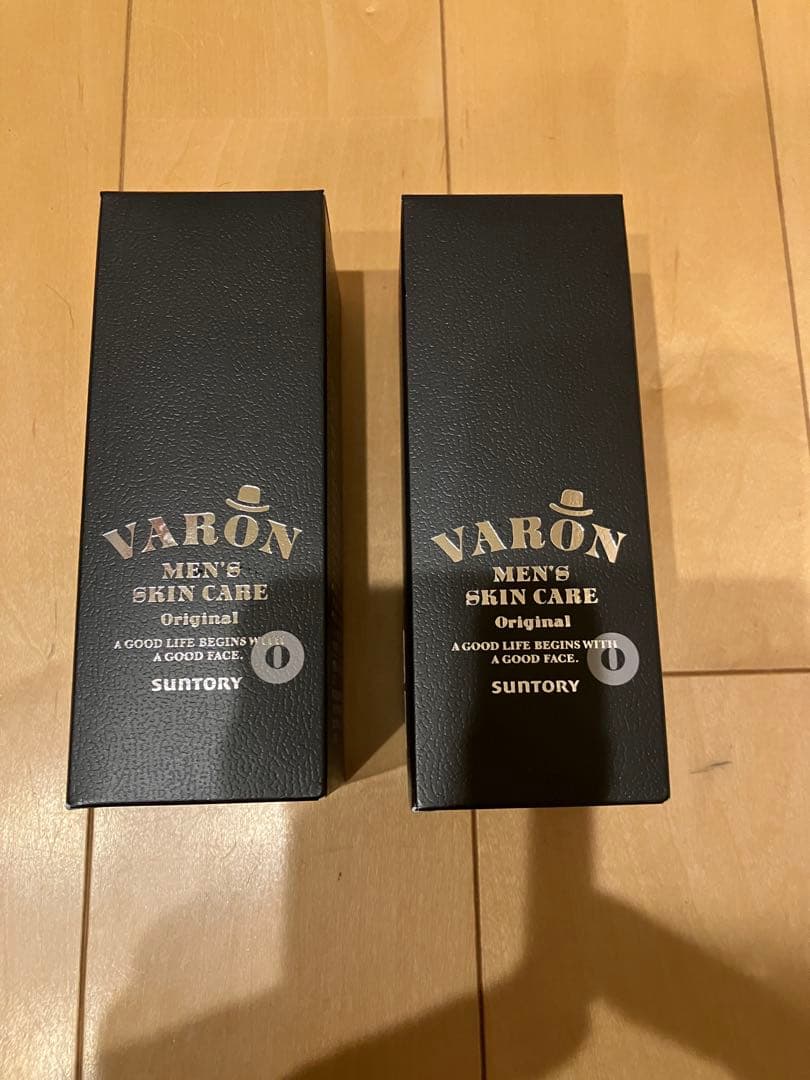 VARON
MEN'S
SKIN CARE
Original
A GOOD LIFE BEGINS WITH
A GOOD FACE.
O
SUNTORY
VARON
MEN'S
SKIN CARE
Original
A GOOD LIFE BEGINS WITH
A GOOD FACE.
O
SUNTORY